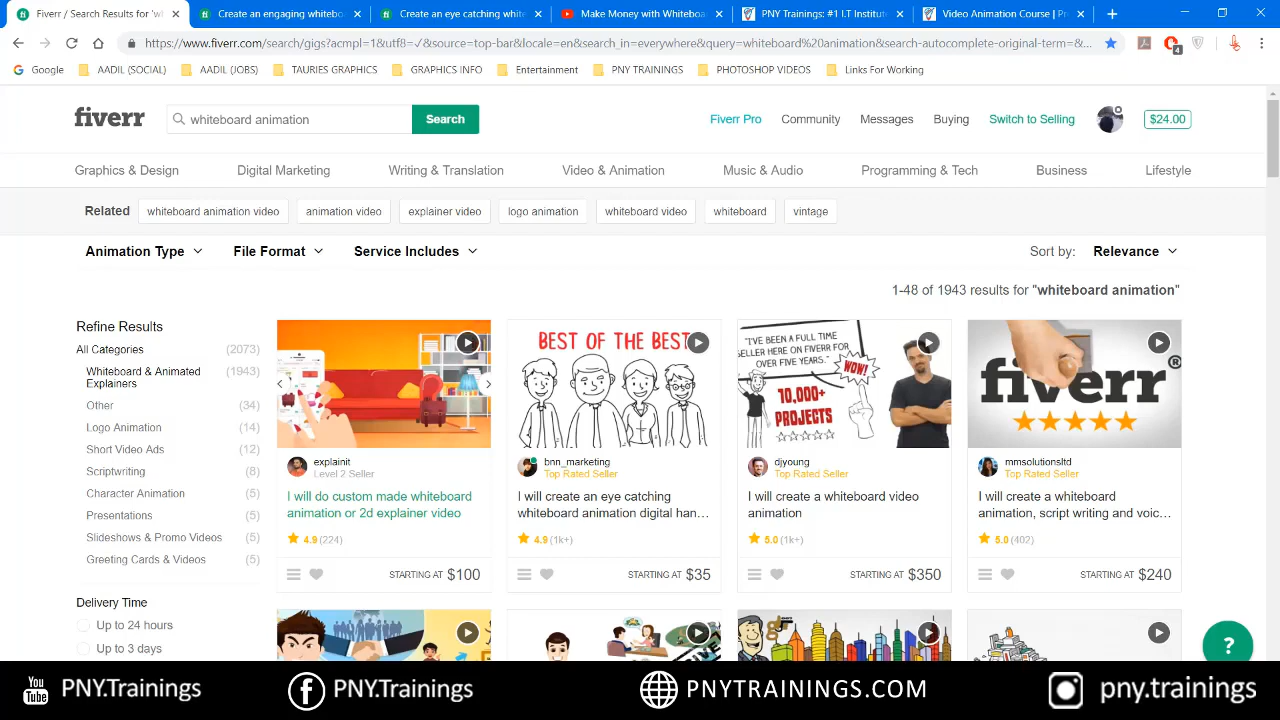 Fiverr / Search Results for 'wh
Create an engaging whitebo
Create an eye catching white
Make Money with Whiteboa
PNY Trainings: #1 I.T Institute
Video Animation Course | PN
https://www.fiverr.com/search/gigs?acmpl=1&utf8=✓&source=top-bar&locale=en&search_in=everywhere&query=whiteboard%20animation&search-autocomplete-original-term=&...
4
Google
AADIL (SOCIAL)
AADIL (JOBS)
TAURIES GRAPHICS
GRAPHICS INFO
Entertainment
PNY TRAININGS
PHOTOSHOP VIDEOS
Links For Working
fiverr
whiteboard animation
Search
Fiverr Pro
Community
Messages
Buying
Switch to Selling
$24.00
Graphics & Design
Digital Marketing
Writing & Translation
Video & Animation
Music & Audio
Programming & Tech
Business
Lifestyle
Related
whiteboard animation video
animation video
explainer video
logo animation
whiteboard video
whiteboard
vintage
Animation Type
File Format
Service Includes
Sort by: Relevance
1-48 of 1943 results for "whiteboard animation"
Refine Results
All Categories (2073)
Whiteboard & Animated (1943)
Explainers
Other (34)
Logo Animation (14)
Short Video Ads (12)
Scriptwriting (8)
Character Animation (5)
Presentations (5)
Slideshows & Promo Videos (5)
Greeting Cards & Videos (5)
Delivery Time
Up to 24 hours
Up to 3 days
explainit
Level 2 Seller
I will do custom made whiteboard
animation or 2d explainer video
4.9 (224)
STARTING AT $100
BEST OF THE BEST
bnn_marketing
Top Rated Seller
I will create an eye catching
whiteboard animation digital han...
4.9 (1k+)
STARTING AT $35
"I'VE BEEN A FULL TIME
SELLER HERE ON FIVERR FOR
OVER FIVE YEARS."
WOW!
10,000+
PROJECTS
djyoung
Top Rated Seller
I will create a whiteboard video
animation
5.0 (1k+)
STARTING AT $350
fiverr®
mmsolutionsltd
Top Rated Seller
I will create a whiteboard
animation, script writing and voic...
5.0 (402)
STARTING AT $240
?
You
Tube
PNY.Trainings
f
PNY.Trainings
PNYTRAININGS.COM
pny.trainings